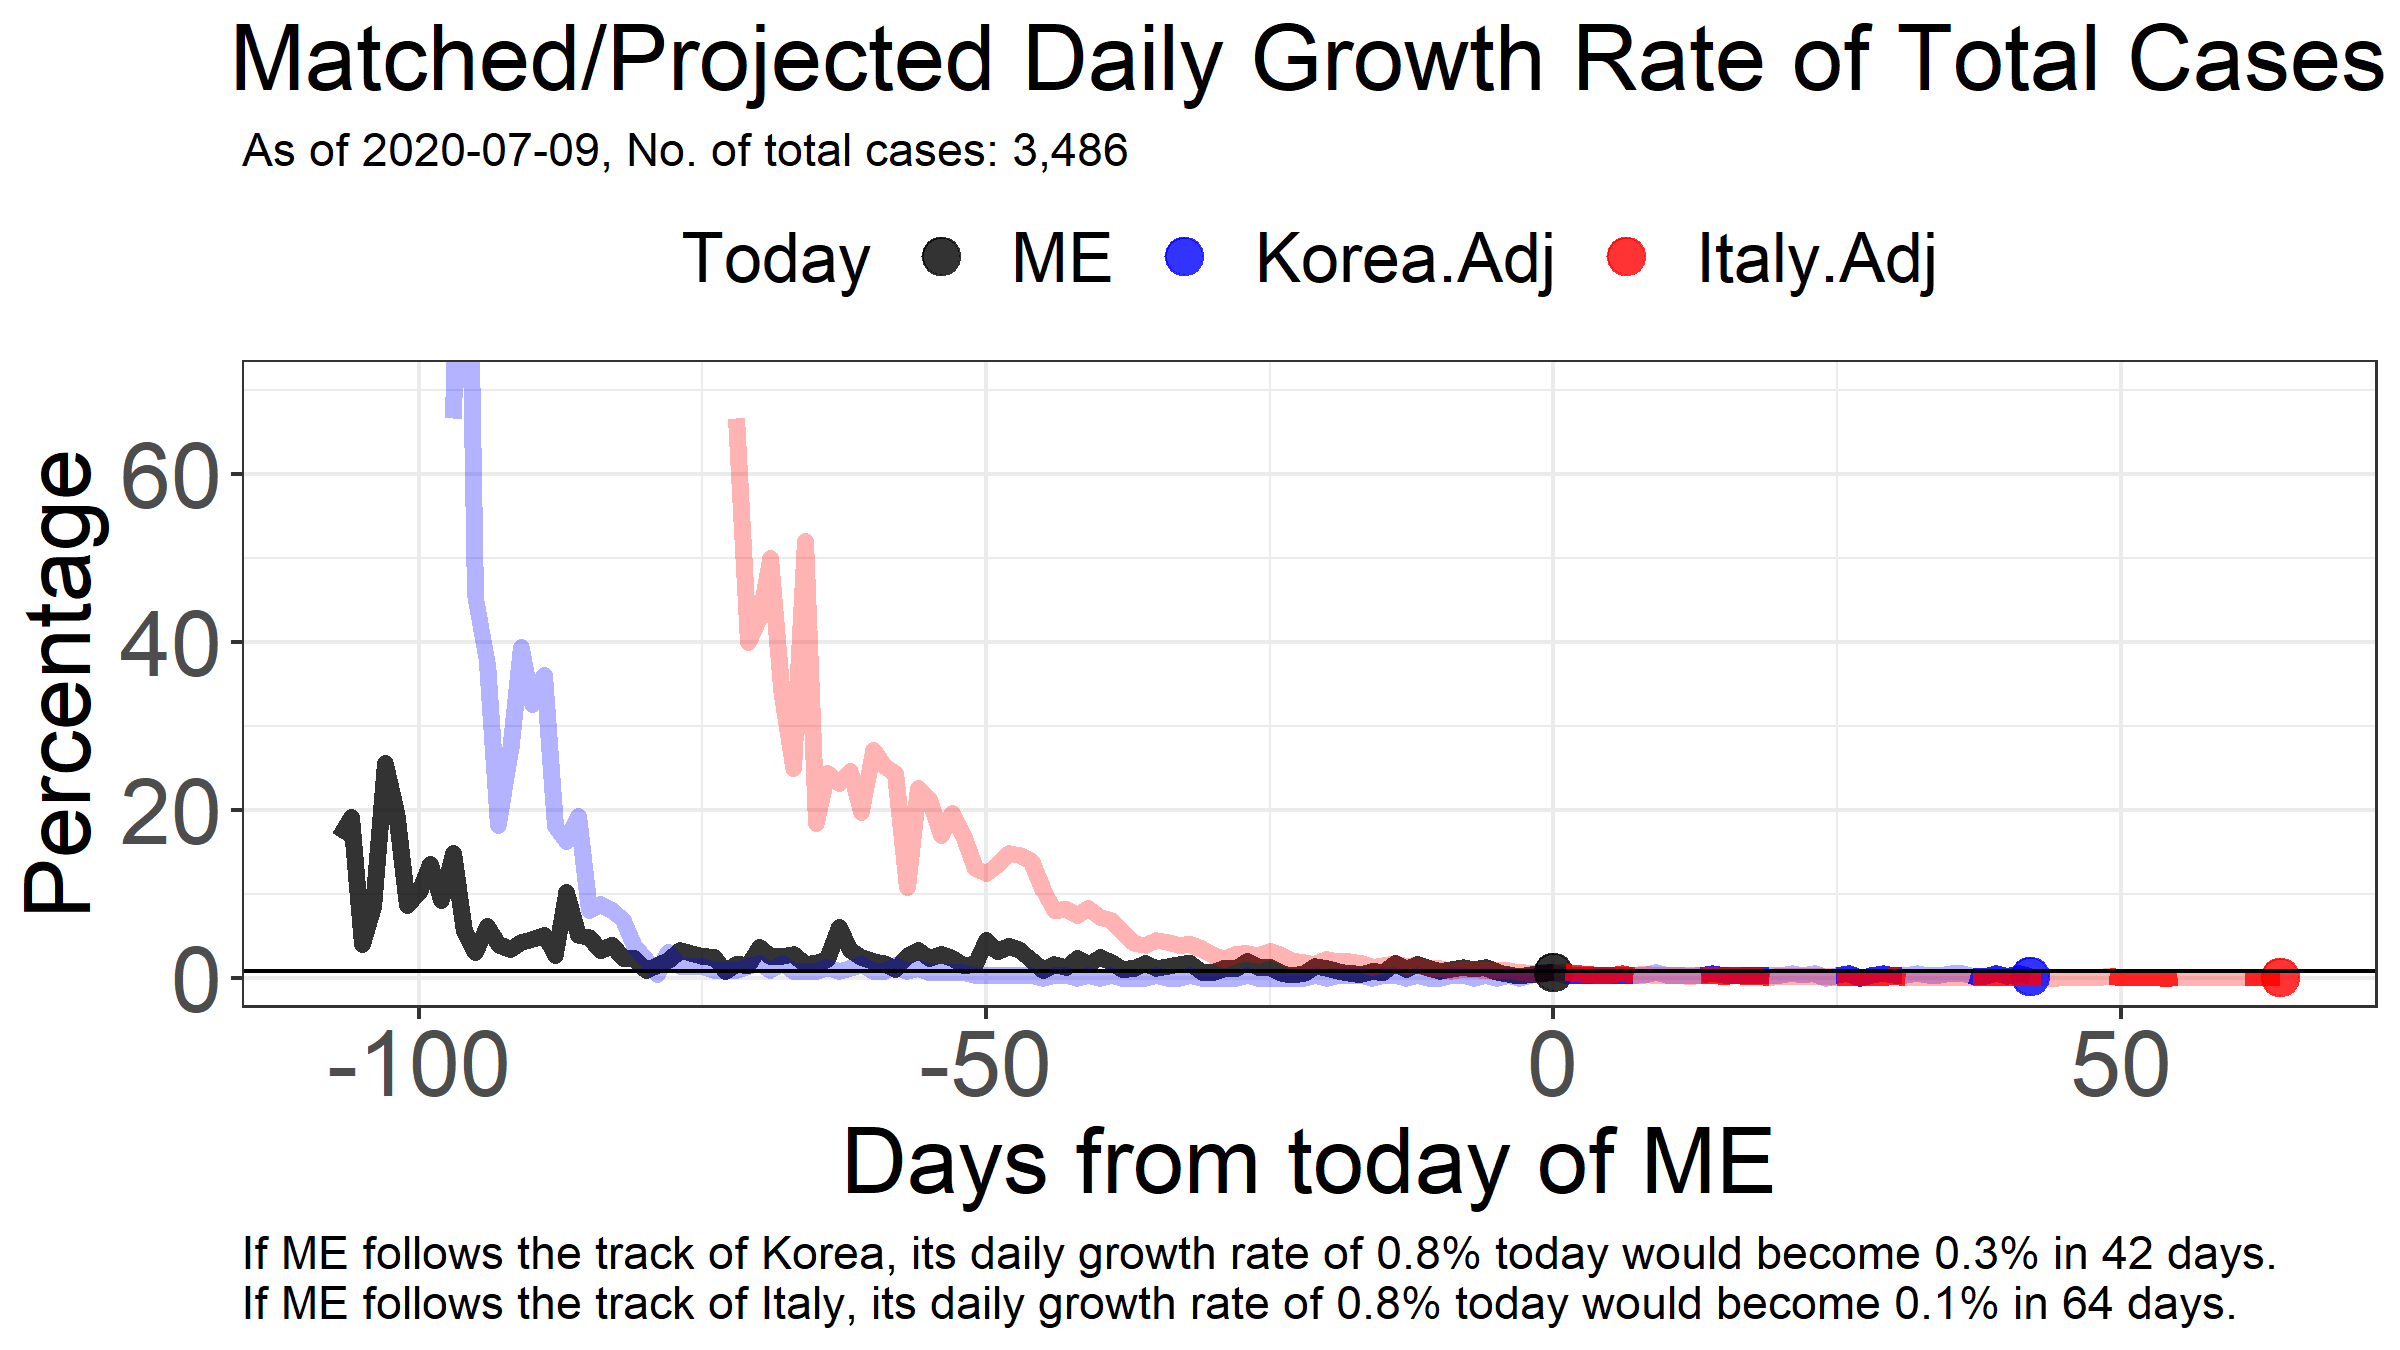 Matched/Projected Daily Growth Rate of Total Cases
As of 2020-07-09, No. of total cases: 3,486
Today ME Korea.Adj Italy.Adj
Percentage
60
40
20
0
-100 -50 0 50
Days from today of ME
If ME follows the track of Korea, its daily growth rate of 0.8% today would become 0.3% in 42 days.
If ME follows the track of Italy, its daily growth rate of 0.8% today would become 0.1% in 64 days.